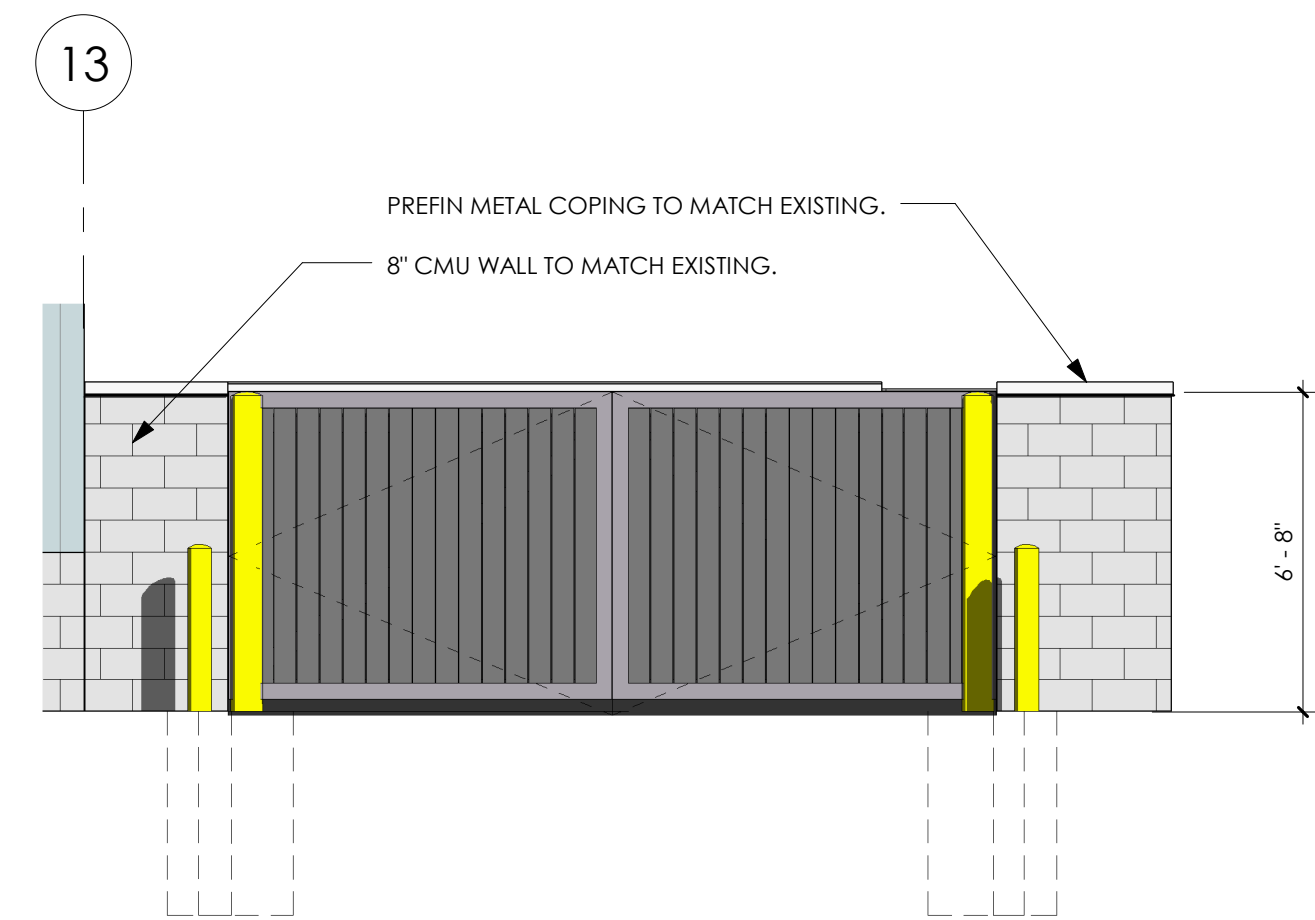 13
PREFIN METAL COPING TO MATCH EXISTING.
8" CMU WALL TO MATCH EXISTING.
6' - 8"